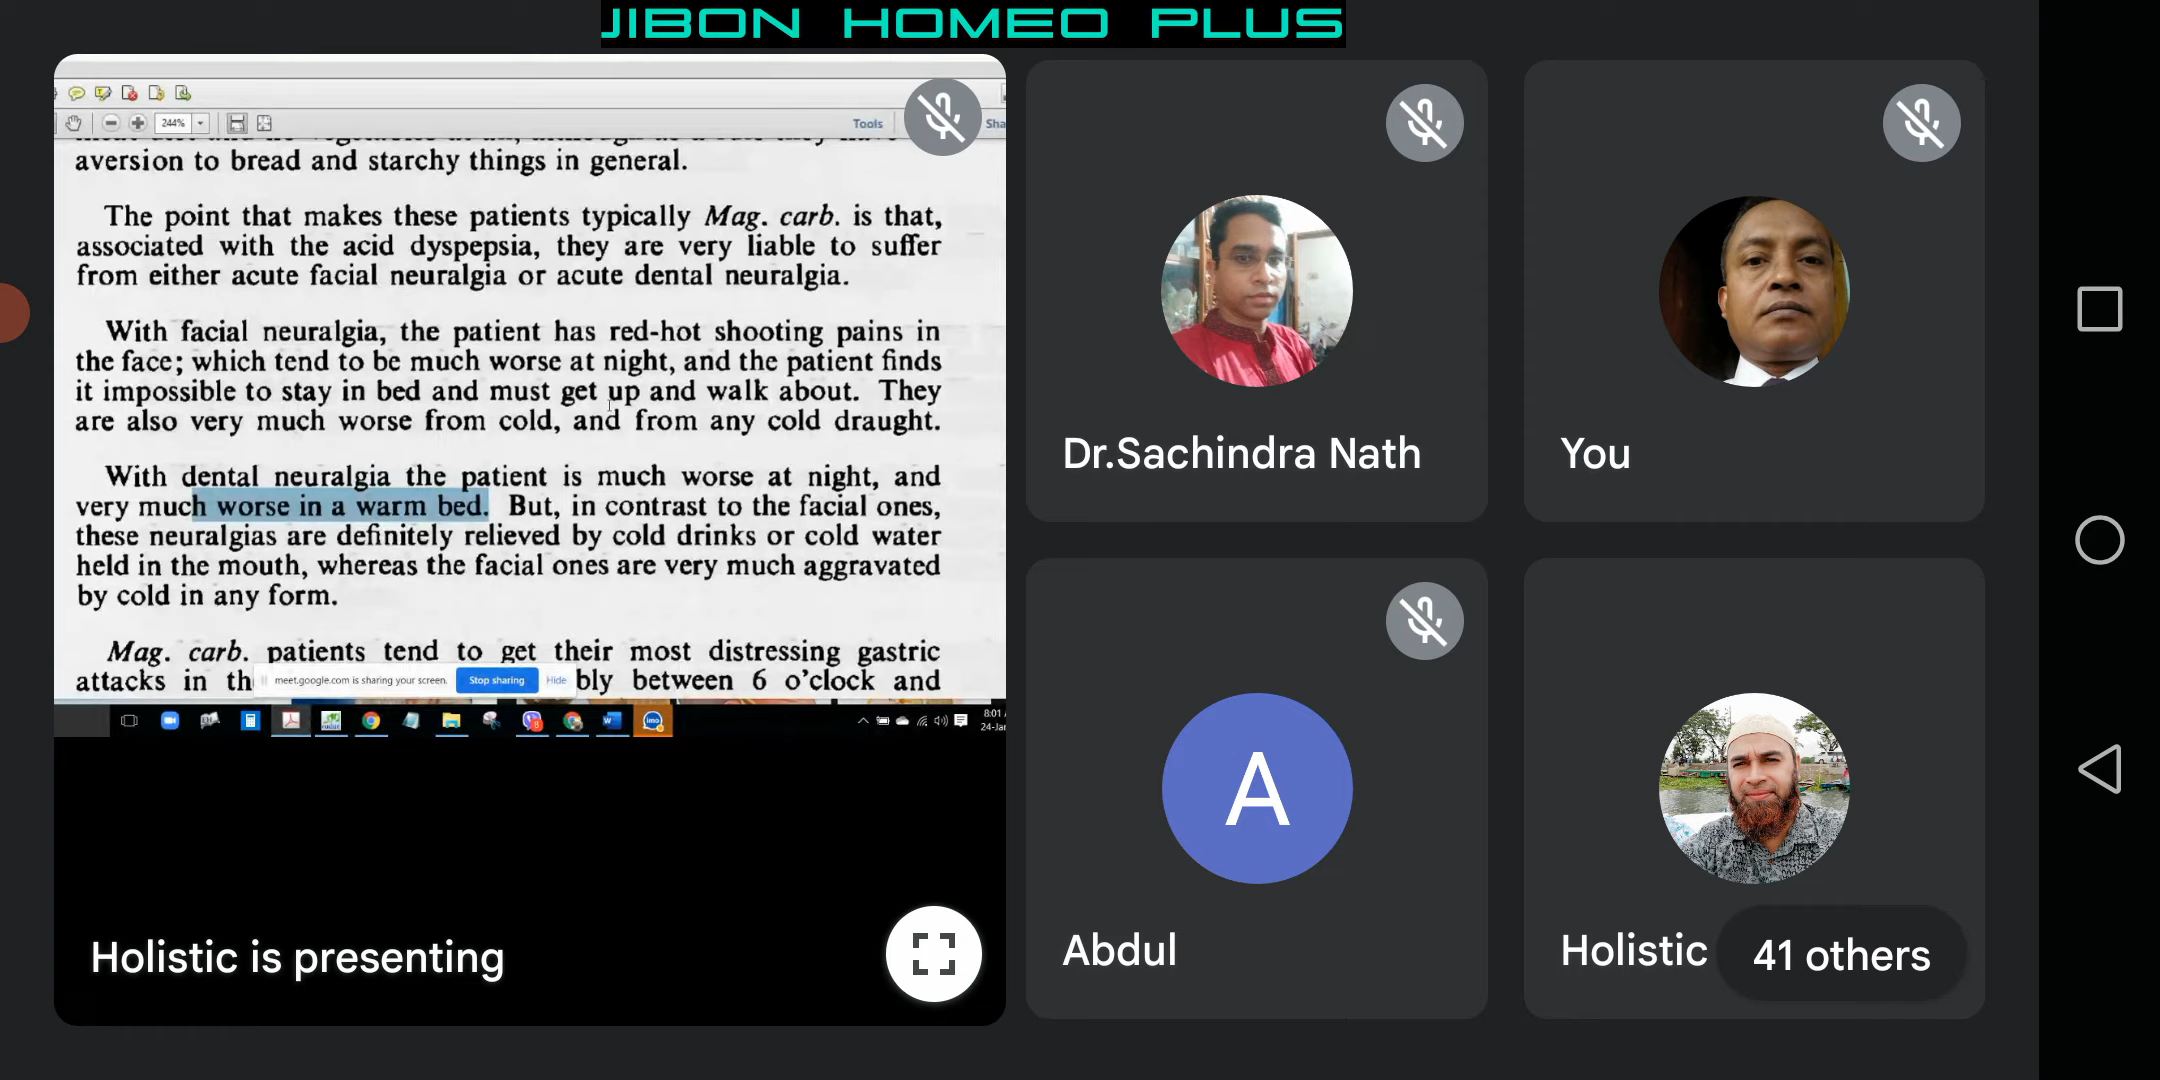 JIBON HOMEO PLUS
244%
Tools
Sha
aversion to bread and starchy things in general.
The point that makes these patients typically Mag. carb. is that,
associated with the acid dyspepsia, they are very liable to suffer
from either acute facial neuralgia or acute dental neuralgia.
With facial neuralgia, the patient has red-hot shooting pains in
the face; which tend to be much worse at night, and the patient finds
it impossible to stay in bed and must get up and walk about. They
are also very much worse from cold, and from any cold draught.
With dental neuralgia the patient is much worse at night, and
very much worse in a warm bed. But, in contrast to the facial ones,
these neuralgias are definitely relieved by cold drinks or cold water
held in the mouth, whereas the facial ones are very much aggravated
by cold in any form.
Mag. carb. patients tend to get their most distressing gastric
attacks in th bly between 6 o'clock and
meet.google.com is sharing your screen. Stop sharing Hide
8:01
24-Jan
Holistic is presenting
Dr.Sachindra Nath
You
A
Abdul
Holistic
41 others